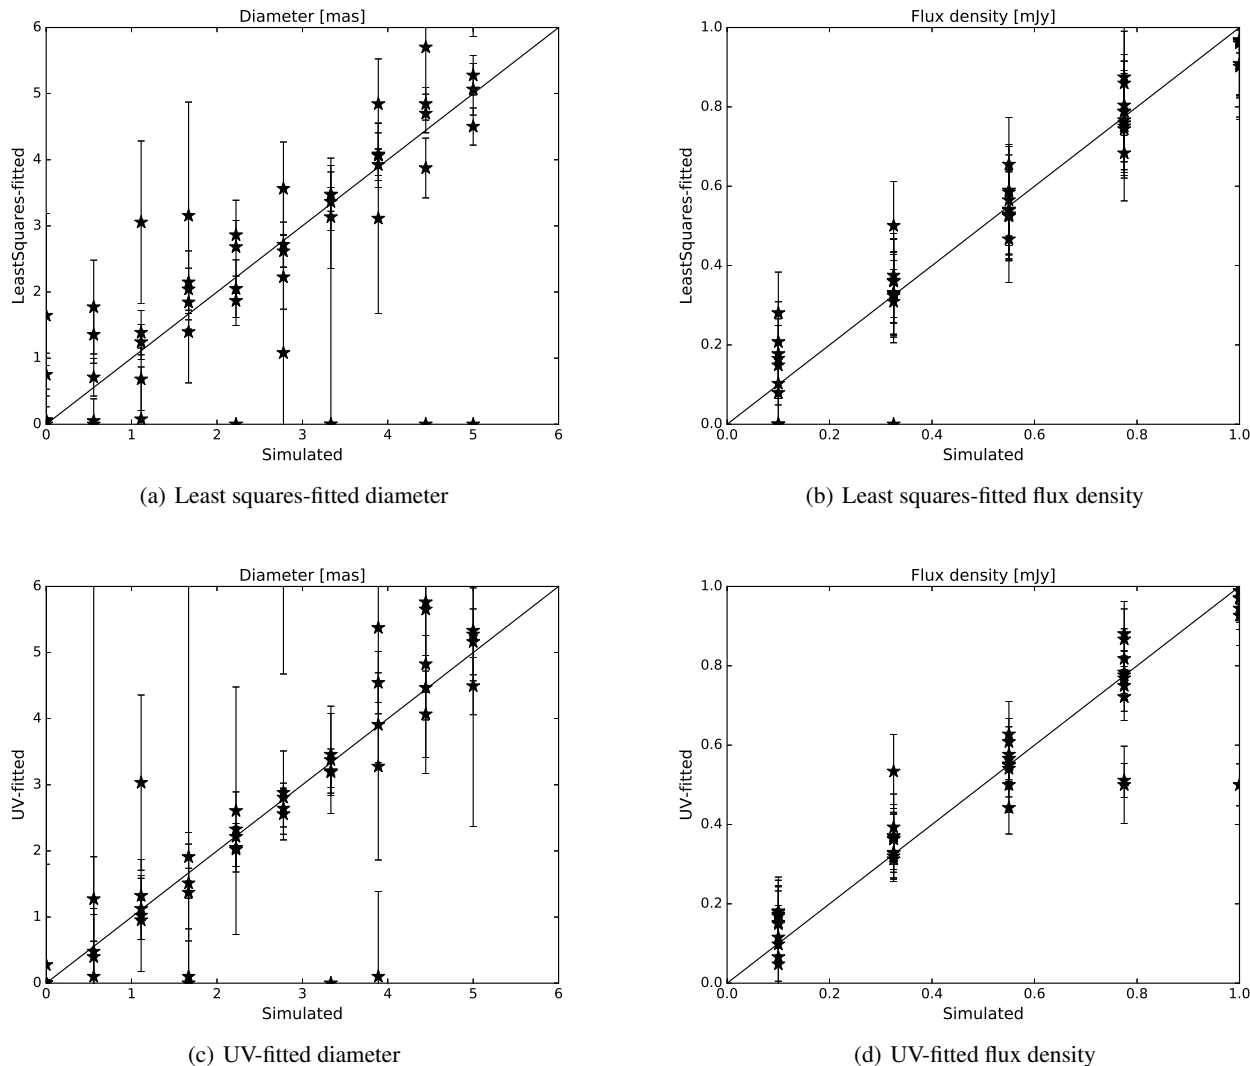 Diameter [mas]
6
5
4
3
2
1
0
0 1 2 3 4 5 6
LeastSquares-fitted
Simulated
(a) Least squares-fitted diameter
Flux density [mJy]
1.0
0.8
0.6
0.4
0.2
0.0
0.0 0.2 0.4 0.6 0.8 1.0
LeastSquares-fitted
Simulated
(b) Least squares-fitted flux density
Diameter [mas]
6
5
4
3
2
1
0
0 1 2 3 4 5 6
UV-fitted
Simulated
(c) UV-fitted diameter
Flux density [mJy]
1.0
0.8
0.6
0.4
0.2
0.0
0.0 0.2 0.4 0.6 0.8 1.0
UV-fitted
Simulated
(d) UV-fitted flux density